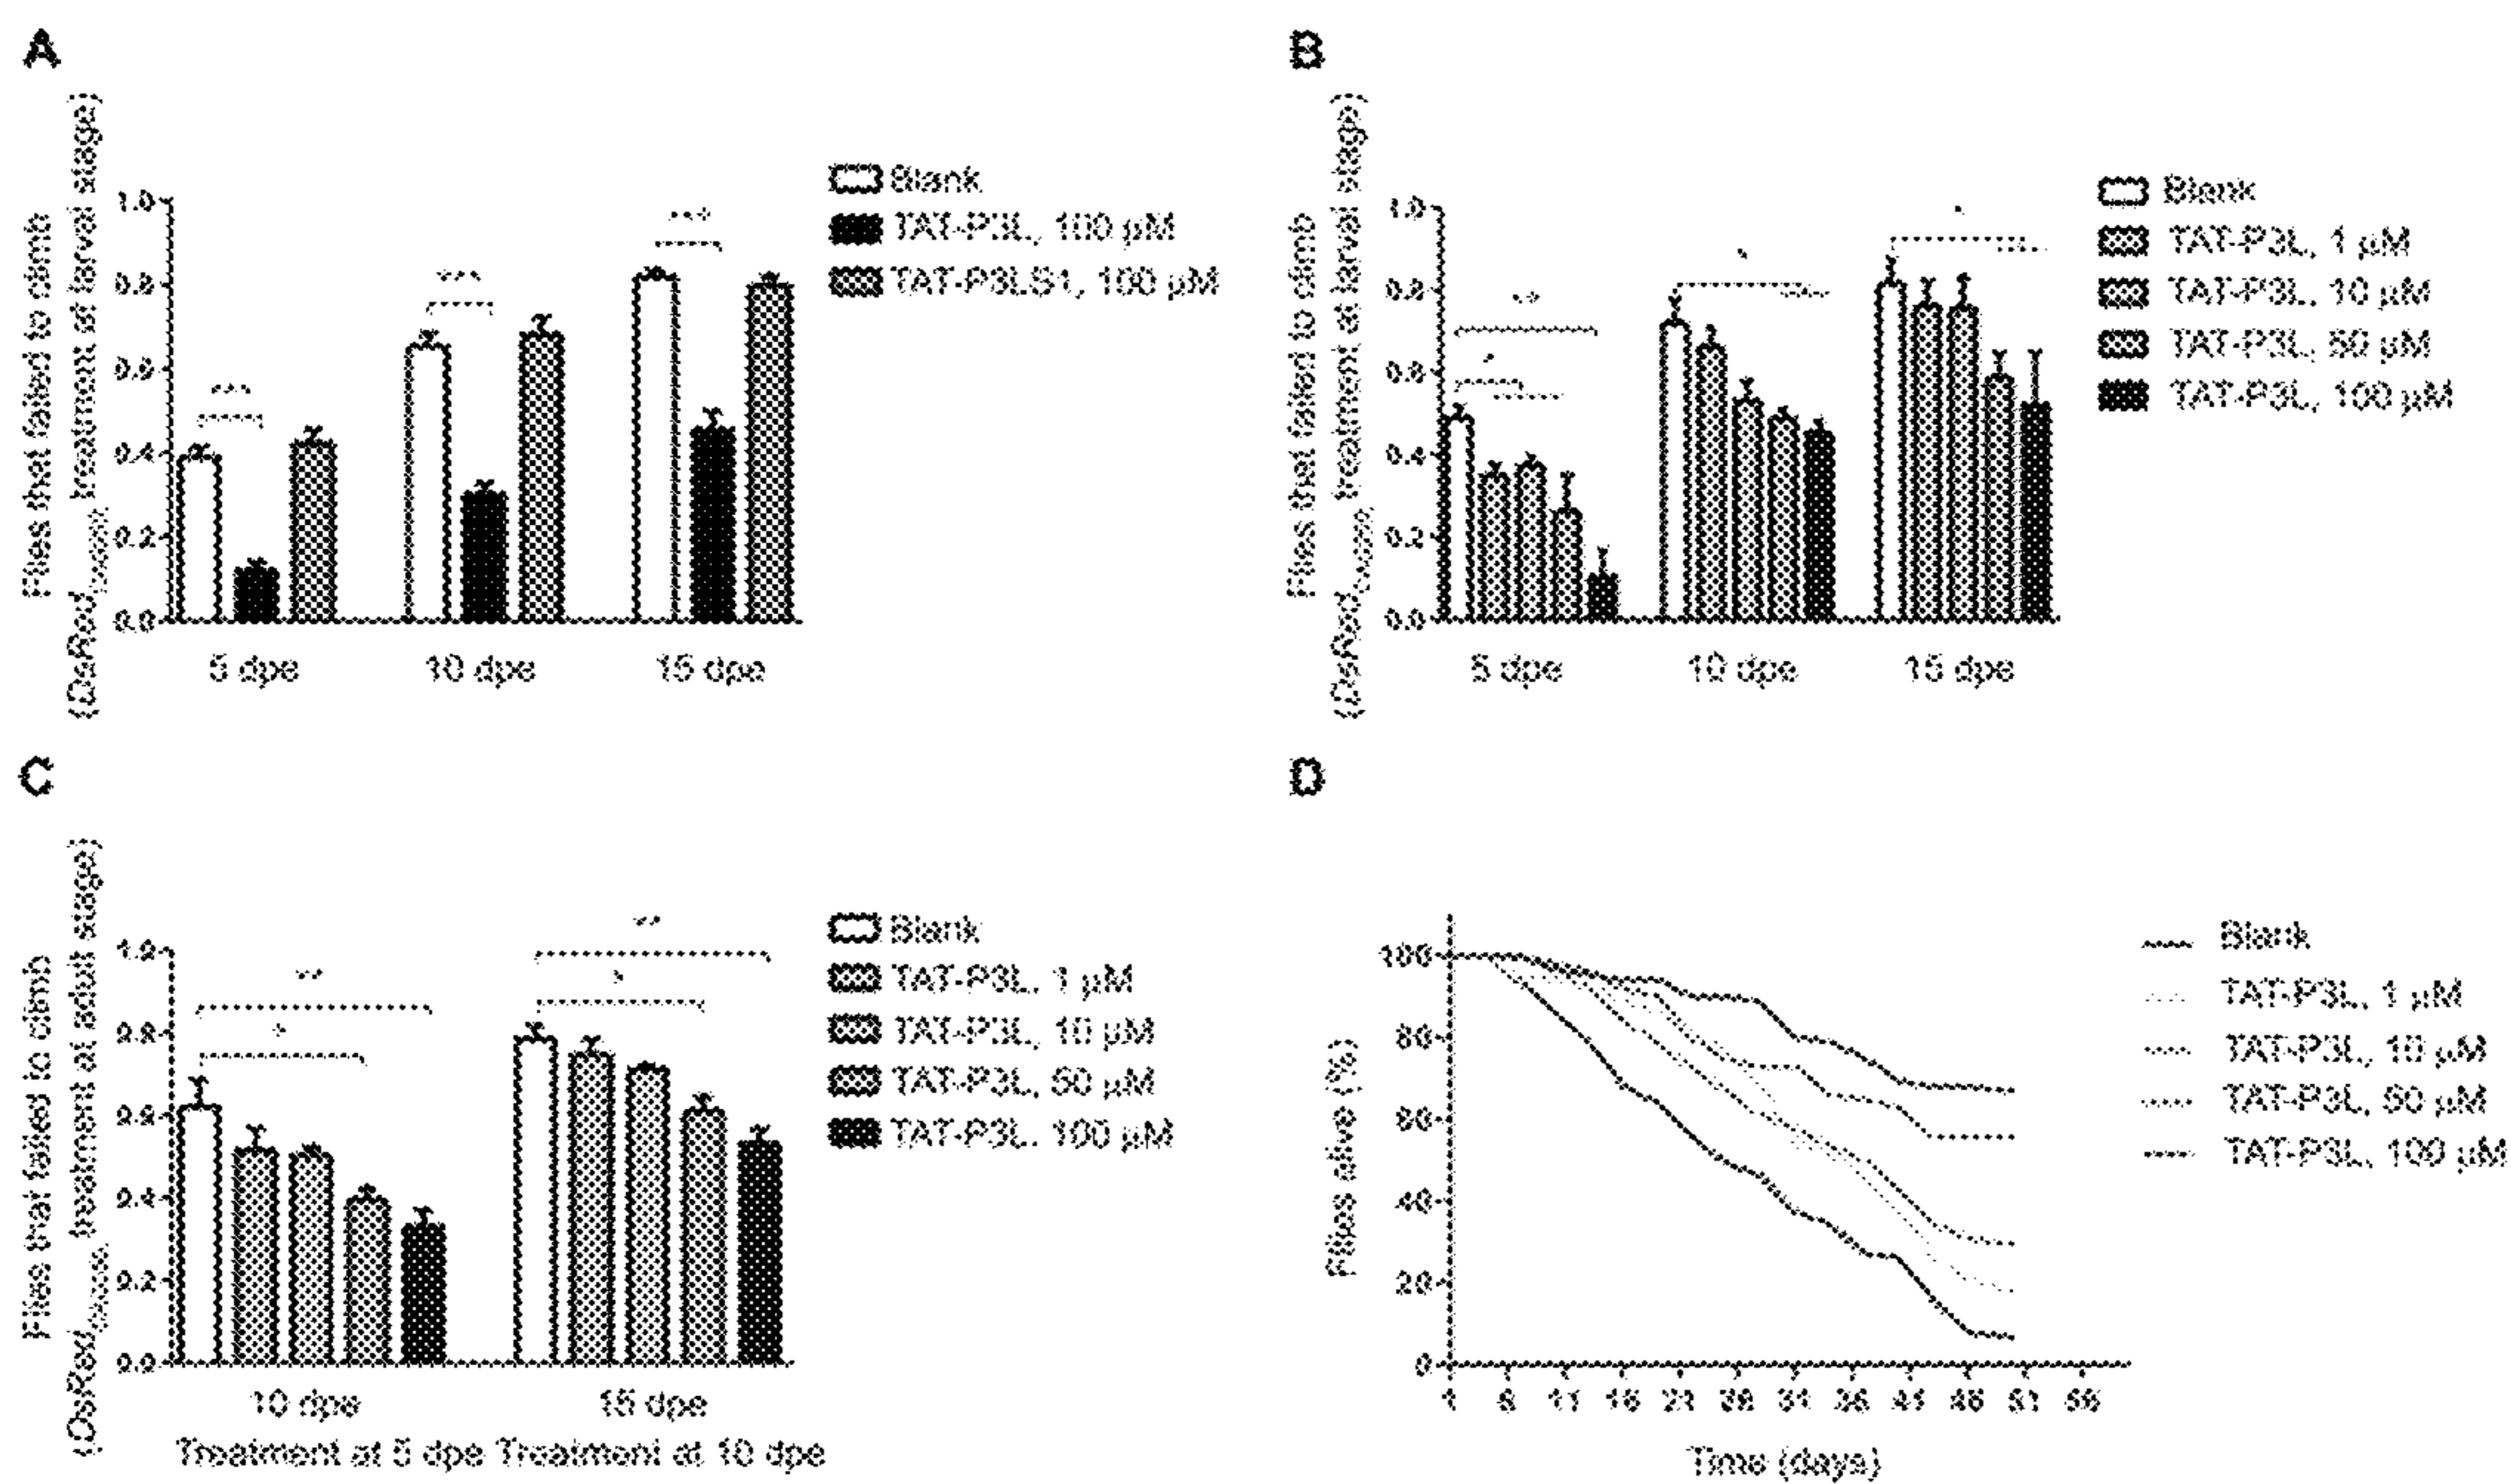 A
Flies that failed to climb
treatment at larval stage)
1.0
0.8
0.6
0.4
0.2
0.0
5 dpe
10 dpe
15 dpe
Blank
TAT-P3L, 100 µM
TAT-P3LS1, 100 µM
B
Flies that failed to climb
treatment at larval stage)
1.0
0.8
0.6
0.4
0.2
0.0
5 dpe
10 dpe
15 dpe
Blank
TAT-P3L, 1 µM
TAT-P3L, 10 µM
TAT-P3L, 50 µM
TAT-P3L, 100 µM
C
Flies that failed to climb
treatment at adult stage)
1.0
0.8
0.6
0.4
0.2
0.0
10 dpe
15 dpe
Treatment at 5 dpe Treatment at 10 dpe
Blank
TAT-P3L, 1 µM
TAT-P3L, 10 µM
TAT-P3L, 50 µM
TAT-P3L, 100 µM
D
Flies alive (%)
100
80
60
40
20
0
1 6 11 16 21 26 31 36 41 46 51 56
Time (days)
Blank
TAT-P3L, 1 µM
TAT-P3L, 10 µM
TAT-P3L, 50 µM
TAT-P3L, 100 µM